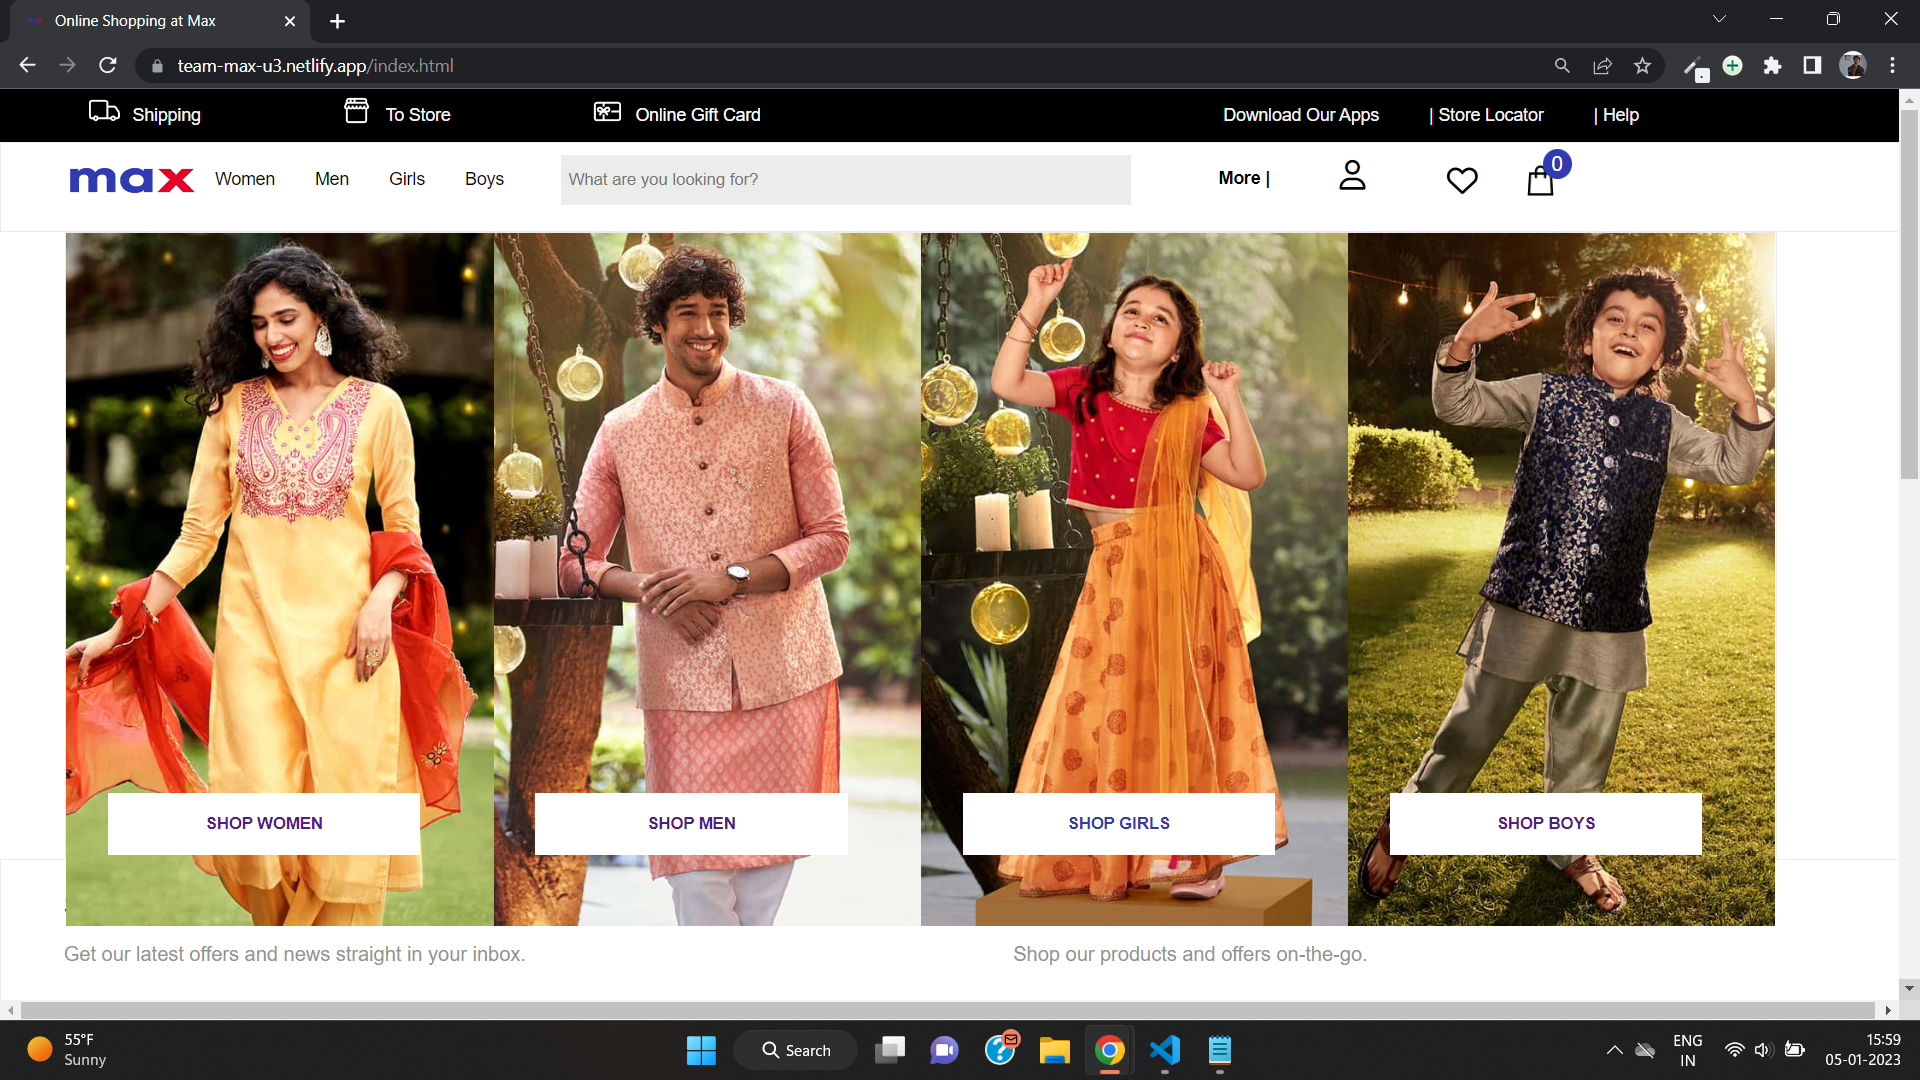 Online Shopping at Max
team-max-u3.netlify.app/index.html
Shipping To Store Online Gift Card Download Our Apps | Store Locator | Help
max Women Men Girls Boys What are you looking for? More | 0
SHOP WOMEN SHOP MEN SHOP GIRLS SHOP BOYS
Get our latest offers and news straight in your inbox. Shop our products and offers on-the-go.
55°F
Sunny
Search
ENG
IN
15:59
05-01-2023